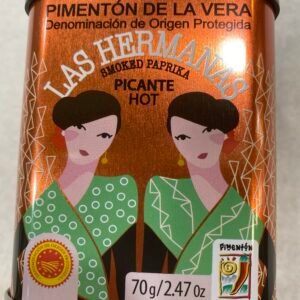 PIMENTÓN DE LA VERA
Denominación de Origen Protegida
LAS HERMANAS
SMOKED PAPRIKA
PICANTE
HOT
Pimentón
70g/2.47 oz